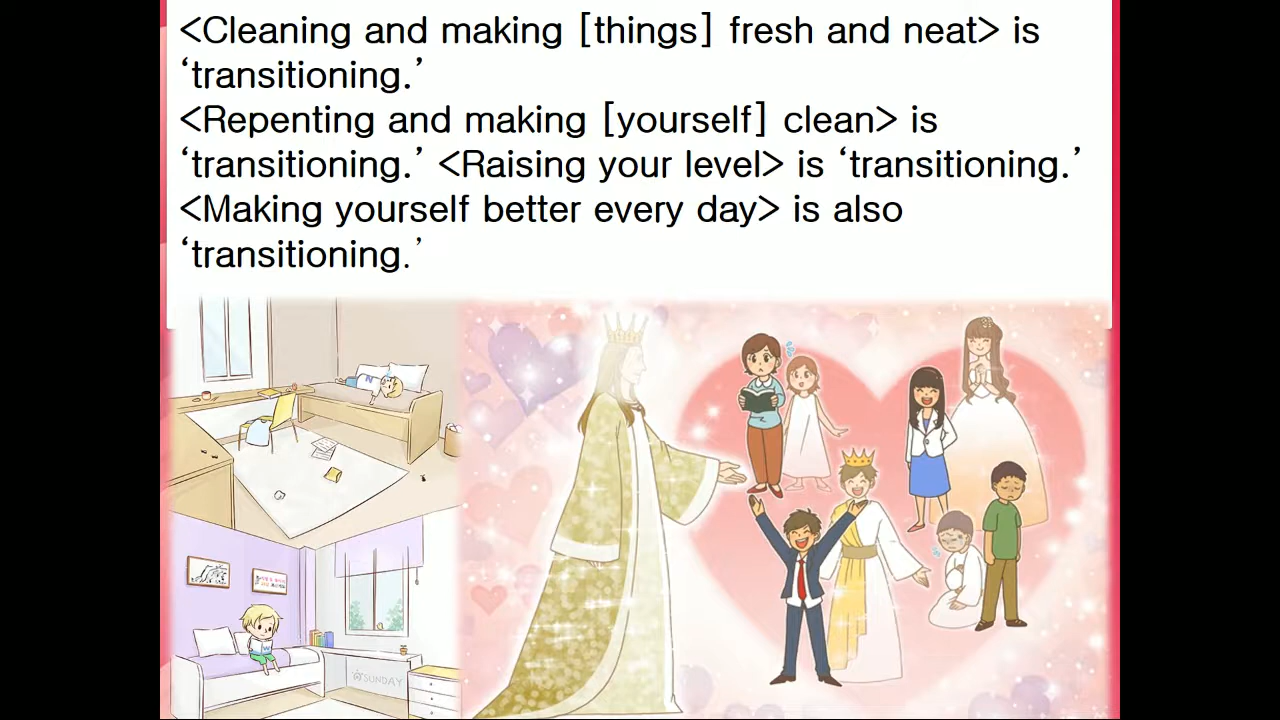 <Cleaning and making [things] fresh and neat> is
‘transitioning.’
<Repenting and making [yourself] clean> is
‘transitioning.’ <Raising your level> is ‘transitioning.’
<Making yourself better every day> is also
‘transitioning.’
SUNDAY